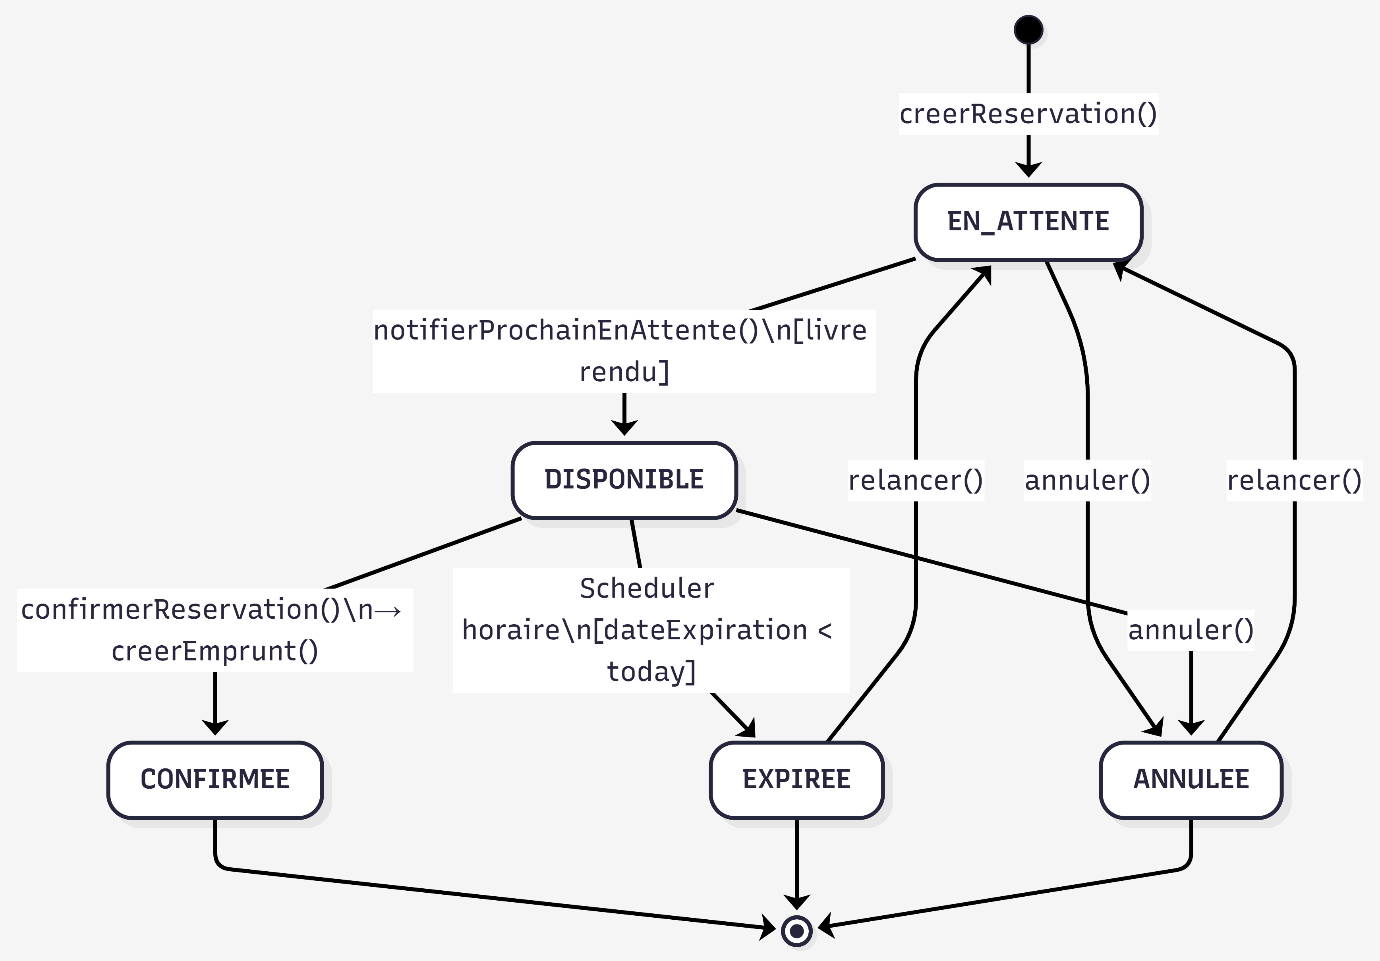 creerReservation()
EN_ATTENTE
notifierProchainEnAttente()\n[livre
rendu]
DISPONIBLE
relancer()
annuler()
relancer()
confirmerReservation()\n→
creerEmprunt()
Scheduler
horaire\n[dateExpiration <
today]
annuler()
CONFIRMEE
EXPIREE
ANNULEE